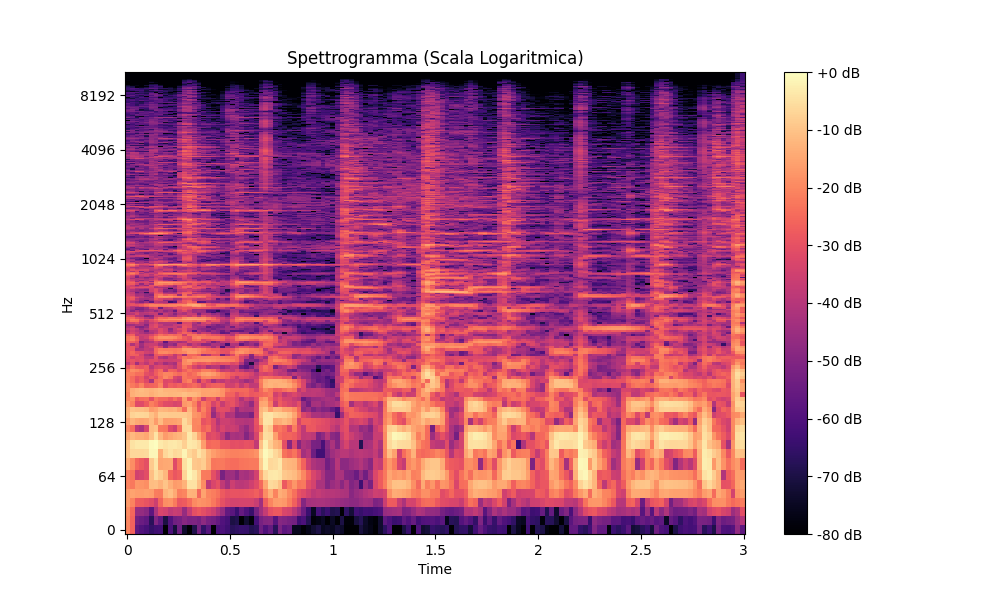 Spettrogramma (Scala Logaritmica)
Hz
8192
4096
2048
1024
512
256
128
64
0
0 0.5 1 1.5 2 2.5 3
Time
+0 dB
-10 dB
-20 dB
-30 dB
-40 dB
-50 dB
-60 dB
-70 dB
-80 dB